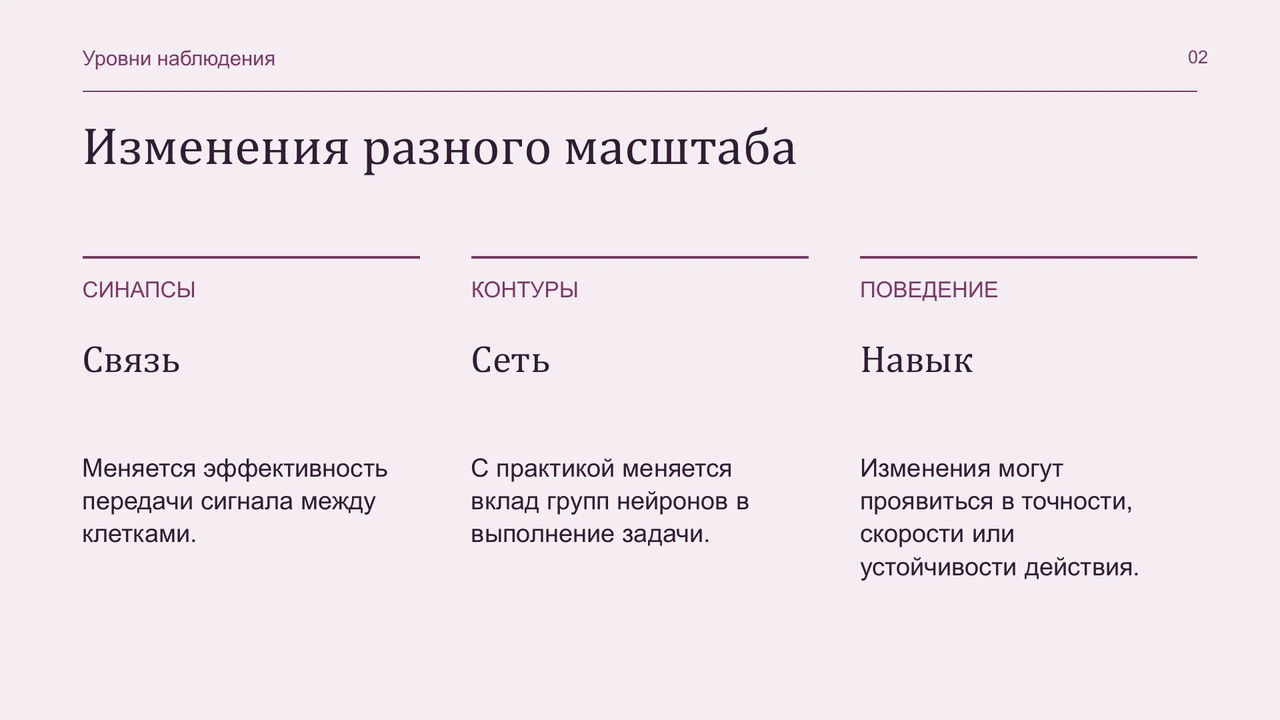 Уровни наблюдения
02
Изменения разного масштаба
СИНАПСЫ
Связь
Меняется эффективность
передачи сигнала между
клетками.
КОНТУРЫ
Сеть
С практикой меняется
вклад групп нейронов в
выполнение задачи.
ПОВЕДЕНИЕ
Навык
Изменения могут
проявиться в точности,
скорости или
устойчивости действия.